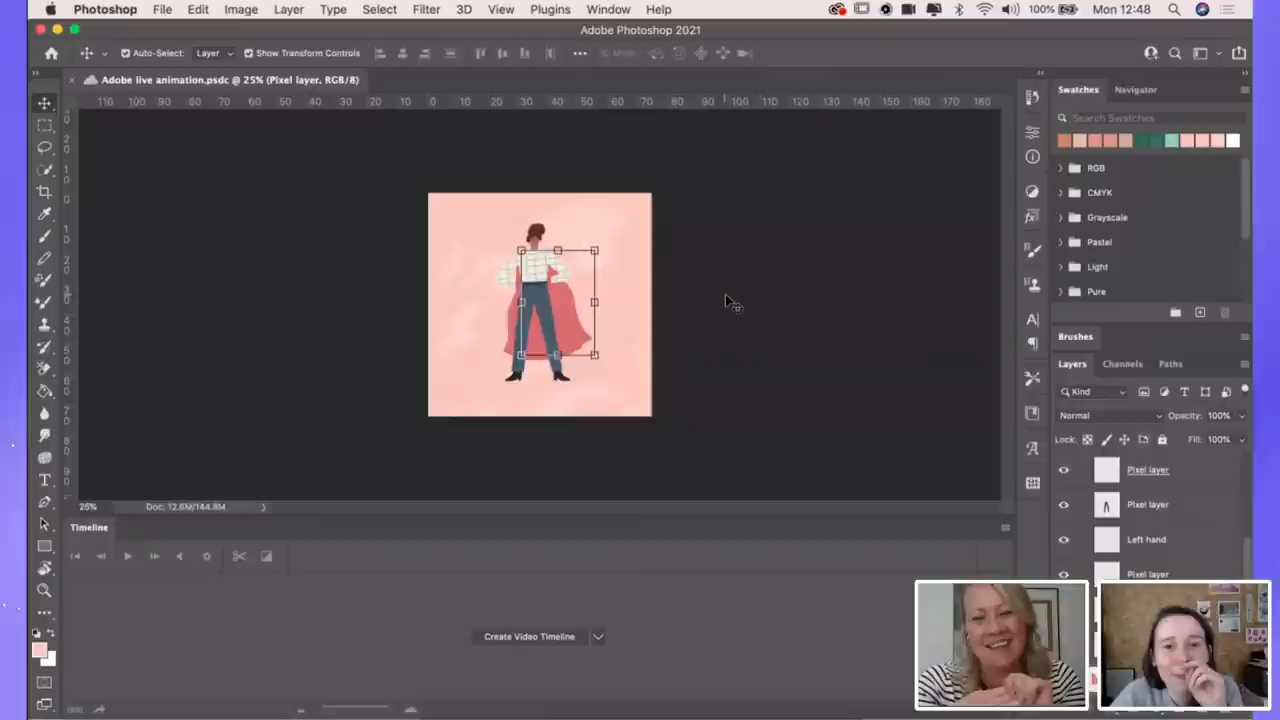 Photoshop File Edit Image Layer Type Select Filter 3D View Plugins Window Help 100% Mon 12:48
Adobe Photoshop 2021
Auto-Select: Layer Show Transform Controls
Adobe live animation.psdc @ 25% (Pixel layer, RGB/8)
110 100 90 80 70 60 50 40 30 20 10 0 10 20 30 40 50 60 70 80 90 100 110 120 130 140 150 160 170 180
Swatches Navigator
Search Swatches
RGB
CMYK
Grayscale
Pastel
Light
Pure
Brushes
Layers Channels Paths
Kind
Normal Opacity: 100%
Lock: Fill: 100%
Pixel layer
Pixel layer
Left hand
Pixel layer
25% Doc: 12.6M/144.8M
Timeline
Create Video Timeline